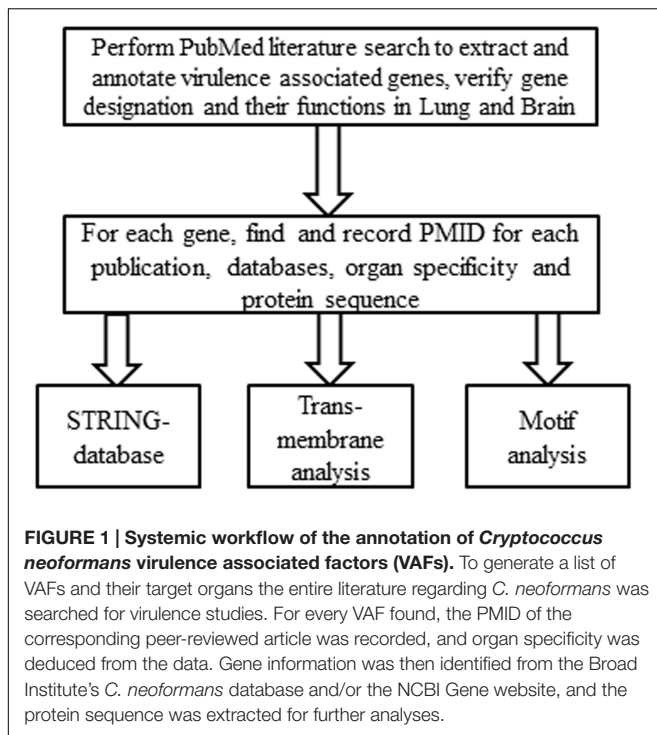 Perform PubMed literature search to extract and
annotate virulence associated genes, verify gene
designation and their functions in Lung and Brain
For each gene, find and record PMID for each
publication, databases, organ specificity and
protein sequence
STRING-
database
Trans-
membrane
analysis
Motif
analysis
FIGURE 1 | Systemic workflow of the annotation of Cryptococcus
neoformans virulence associated factors (VAFs). To generate a list of
VAFs and their target organs the entire literature regarding C. neoformans was
searched for virulence studies. For every VAF found, the PMID of the
corresponding peer-reviewed article was recorded, and organ specificity was
deduced from the data. Gene information was then identified from the Broad
Institute's C. neoformans database and/or the NCBI Gene website, and the
protein sequence was extracted for further analyses.